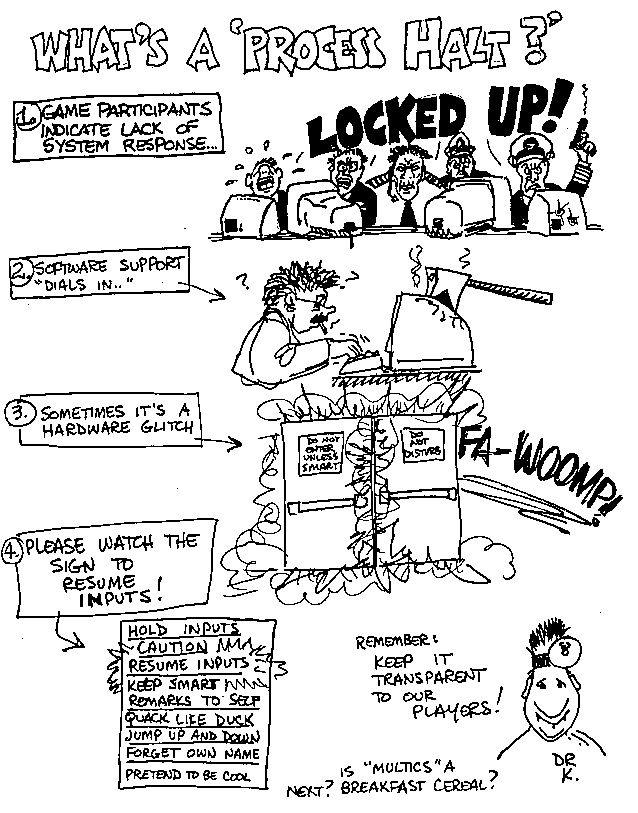 WHAT'S A 'PROCESS HALT?'
1. GAME PARTICIPANTS
INDICATE LACK OF
SYSTEM RESPONSE...
LOCKED UP!
2. SOFTWARE SUPPORT
"DIALS IN.."
? ?
3. SOMETIMES IT'S A
HARDWARE GLITCH
DO NOT
ENTER
UNLESS
SMART
DO
NOT
DISTURB
FA-WOOMP!
4. PLEASE WATCH THE
SIGN TO
RESUME
INPUTS!
HOLD INPUTS
CAUTION
RESUME INPUTS
KEEP SMART
REMARKS TO SELF
QUACK LIKE DUCK
JUMP UP AND DOWN
FORGET OWN NAME
PRETEND TO BE COOL
REMEMBER:
KEEP IT
TRANSPARENT
TO OUR
PLAYERS!
8
DR.
K.
NEXT? IS "MULTICS" A
BREAKFAST CEREAL?